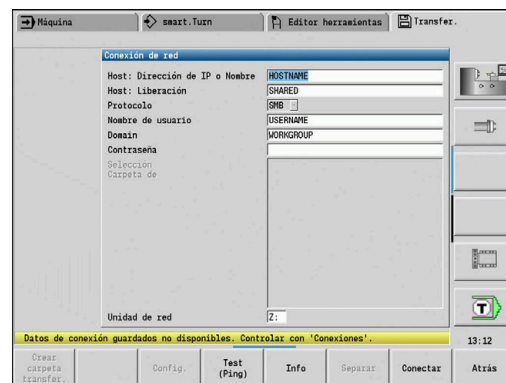 Máquina
smart.Turn
Editor herramientas
Transfer.
Conexión de red
Host: Dirección de IP o Nombre HOSTNAME
Host: Liberación SHARED
Protocolo SMB
Nombre de usuario USERNAME
Domain WORKGROUP
Contraseña
Selección
Carpeta de
Unidad de red Z:
Datos de conexión guardados no disponibles. Controlar con 'Conexiones'.
13:12
T
Crear
carpeta
transfer.
Config.
Test
(Ping)
Info
Separar
Conectar
Atrás